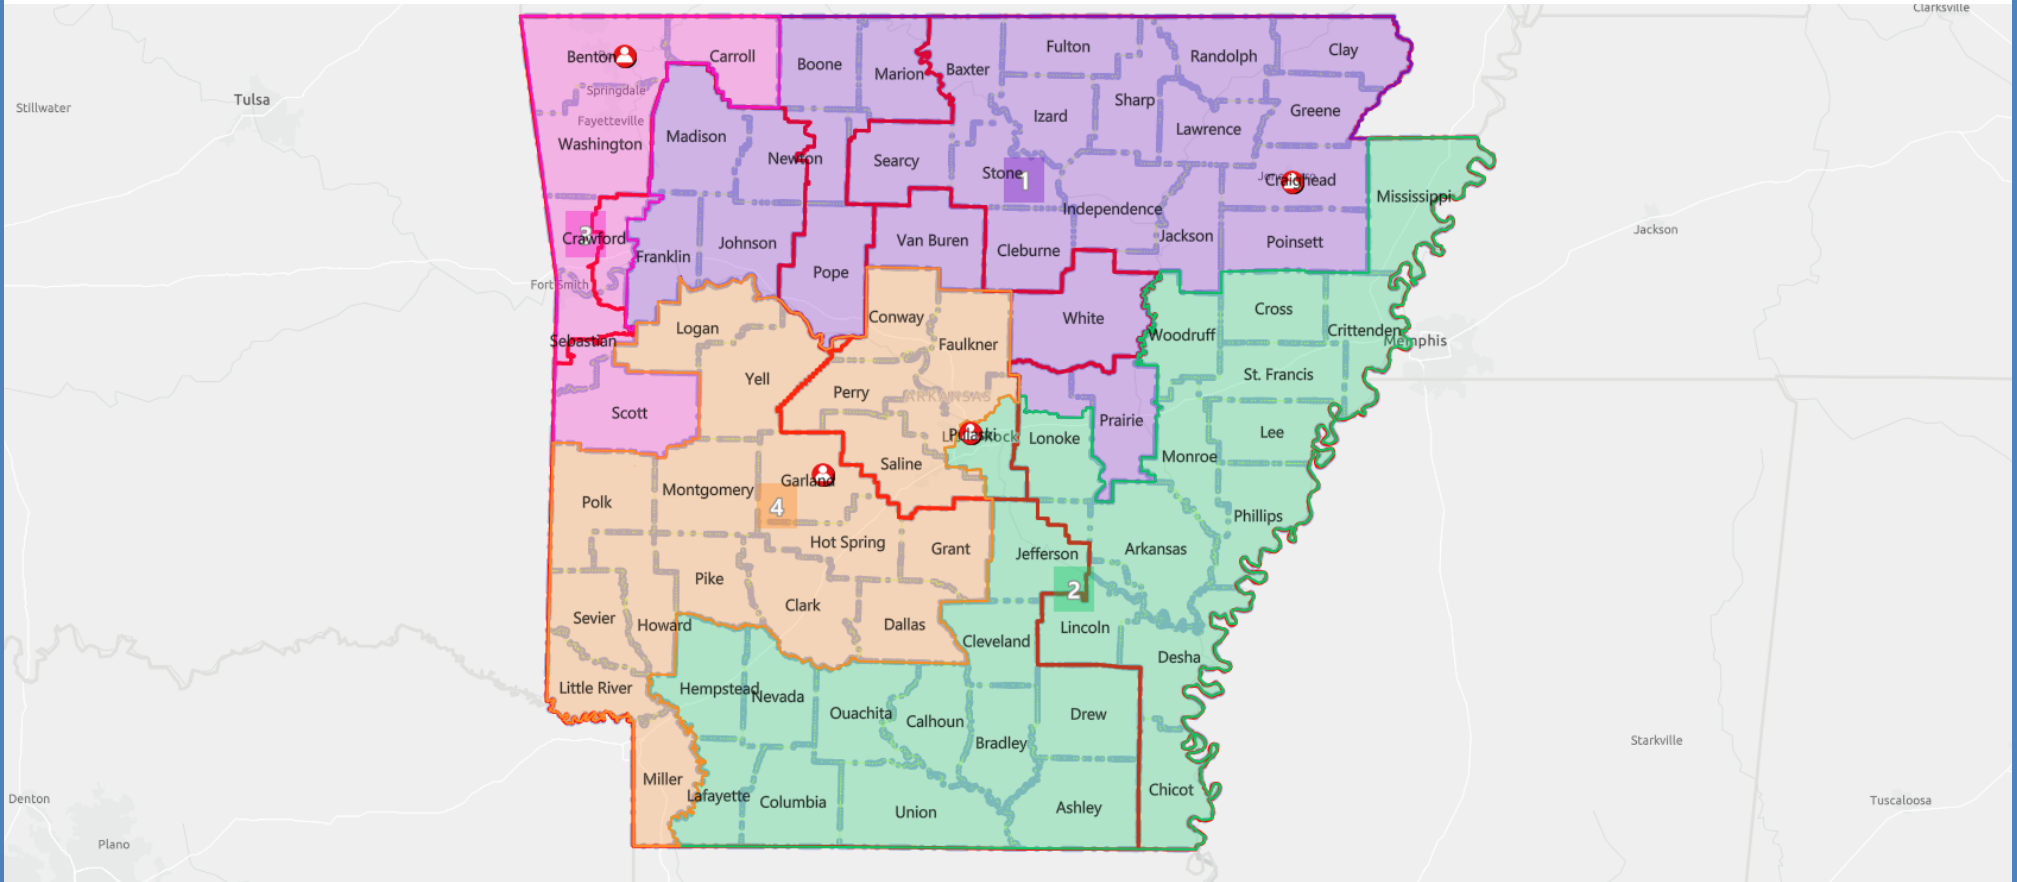 Clarksville
Benton
Carroll
Boone
Marion
Baxter
Fulton
Randolph
Clay
Springdale
Stillwater
Tulsa
Fayetteville
Izard
Sharp
Greene
Washington
Madison
Lawrence
Newton
Searcy
Stone
1
Craighead
Mississippi
3
Crawford
Independence
Jackson
Jackson
Franklin
Johnson
Van Buren
Cleburne
Poinsett
Pope
Fort Smith
Cross
Conway
White
Logan
Woodruff
Crittenden
Sebastian
Faulkner
Memphis
Yell
St. Francis
Perry
ARKANSAS
Scott
Prairie
Pulaski
Lonoke
Lee
Saline
Monroe
Garland
Montgomery
Polk
4
Phillips
Hot Spring
Grant
Jefferson
Arkansas
Pike
2
Clark
Sevier
Howard
Dallas
Lincoln
Cleveland
Desha
Little River
Hempstead
Nevada
Ouachita
Calhoun
Drew
Bradley
Starkville
Miller
Lafayette
Columbia
Union
Ashley
Chicot
Denton
Tuscaloosa
Plano